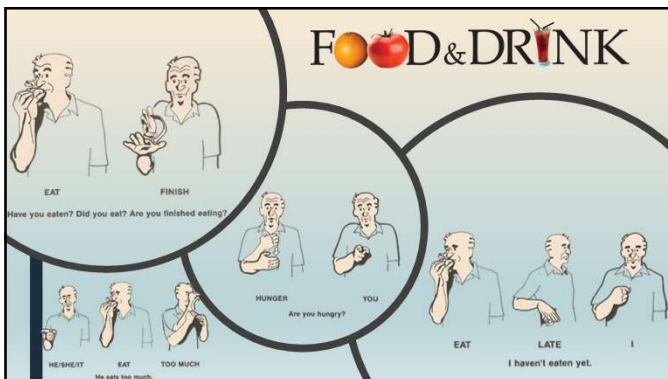 FOOD & DRINK
EAT FINISH
Have you eaten? Did you eat? Are you finished eating?
HUNGER YOU
Are you hungry?
EAT LATE I
I haven't eaten yet.
HE/SHE/IT EAT TOO MUCH
He eats too much.